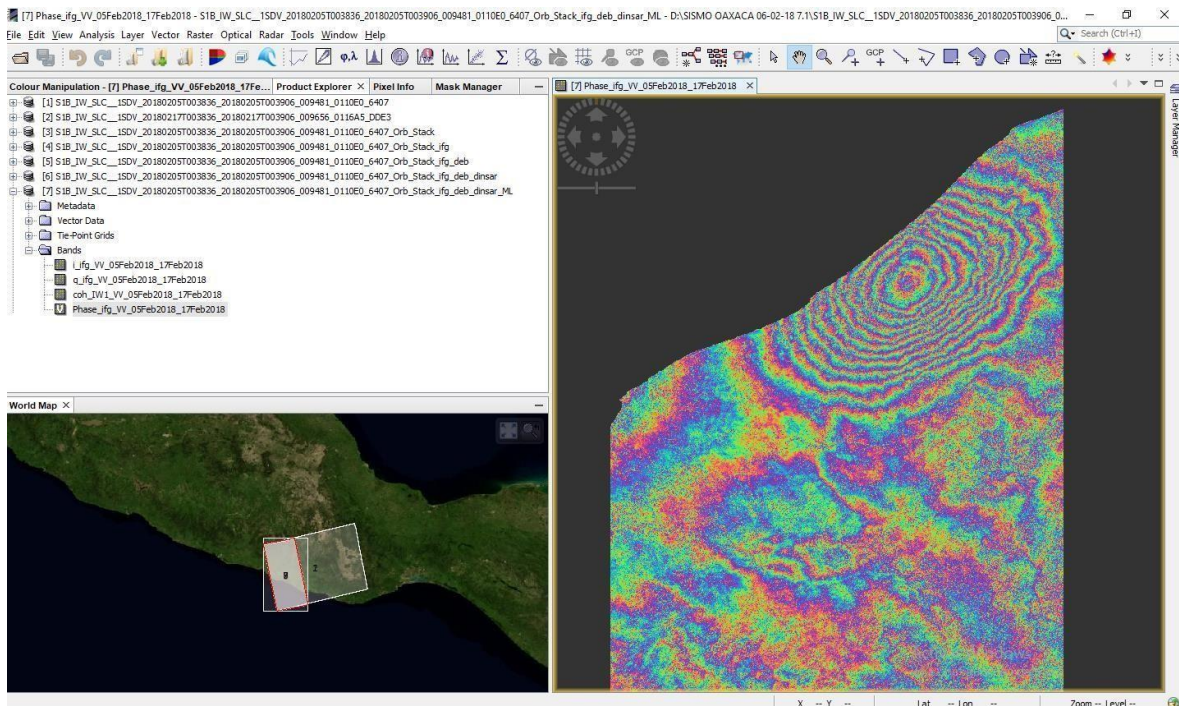 [7] Phase_ifg_VV_05Feb2018_17Feb2018 - S1B_IW_SLC__1SDV_20180205T003836_20180205T003906_009481_0110E0_6407_Orb_Stack_ifg_deb_dinsar_ML - D:\SISMO OAXACA 06-02-18 7.1\S1B_IW_SLC__1SDV_20180205T003836_20180205T003906_0...
File Edit View Analysis Layer Vector Raster Optical Radar Tools Window Help
Search (Ctrl+I)
φ,λ Σ GCP GCP
Colour Manipulation - [7] Phase_ifg_VV_05Feb2018_17Fe... Product Explorer Pixel Info Mask Manager
[7] Phase_ifg_VV_05Feb2018_17Feb2018
Layer Manager
[1] S1B_IW_SLC__1SDV_20180205T003836_20180205T003906_009481_0110E0_6407
[2] S1B_IW_SLC__1SDV_20180217T003836_20180217T003906_009656_0116A5_DDE3
[3] S1B_IW_SLC__1SDV_20180205T003836_20180205T003906_009481_0110E0_6407_Orb_Stack
[4] S1B_IW_SLC__1SDV_20180205T003836_20180205T003906_009481_0110E0_6407_Orb_Stack_ifg
[5] S1B_IW_SLC__1SDV_20180205T003836_20180205T003906_009481_0110E0_6407_Orb_Stack_ifg_deb
[6] S1B_IW_SLC__1SDV_20180205T003836_20180205T003906_009481_0110E0_6407_Orb_Stack_ifg_deb_dinsar
[7] S1B_IW_SLC__1SDV_20180205T003836_20180205T003906_009481_0110E0_6407_Orb_Stack_ifg_deb_dinsar_ML
Metadata
Vector Data
Tie-Point Grids
Bands
i_ifg_VV_05Feb2018_17Feb2018
q_ifg_VV_05Feb2018_17Feb2018
coh_IW1_VV_05Feb2018_17Feb2018
Phase_ifg_VV_05Feb2018_17Feb2018
World Map
2
X -- Y -- Lat -- Lon -- Zoom -- Level --